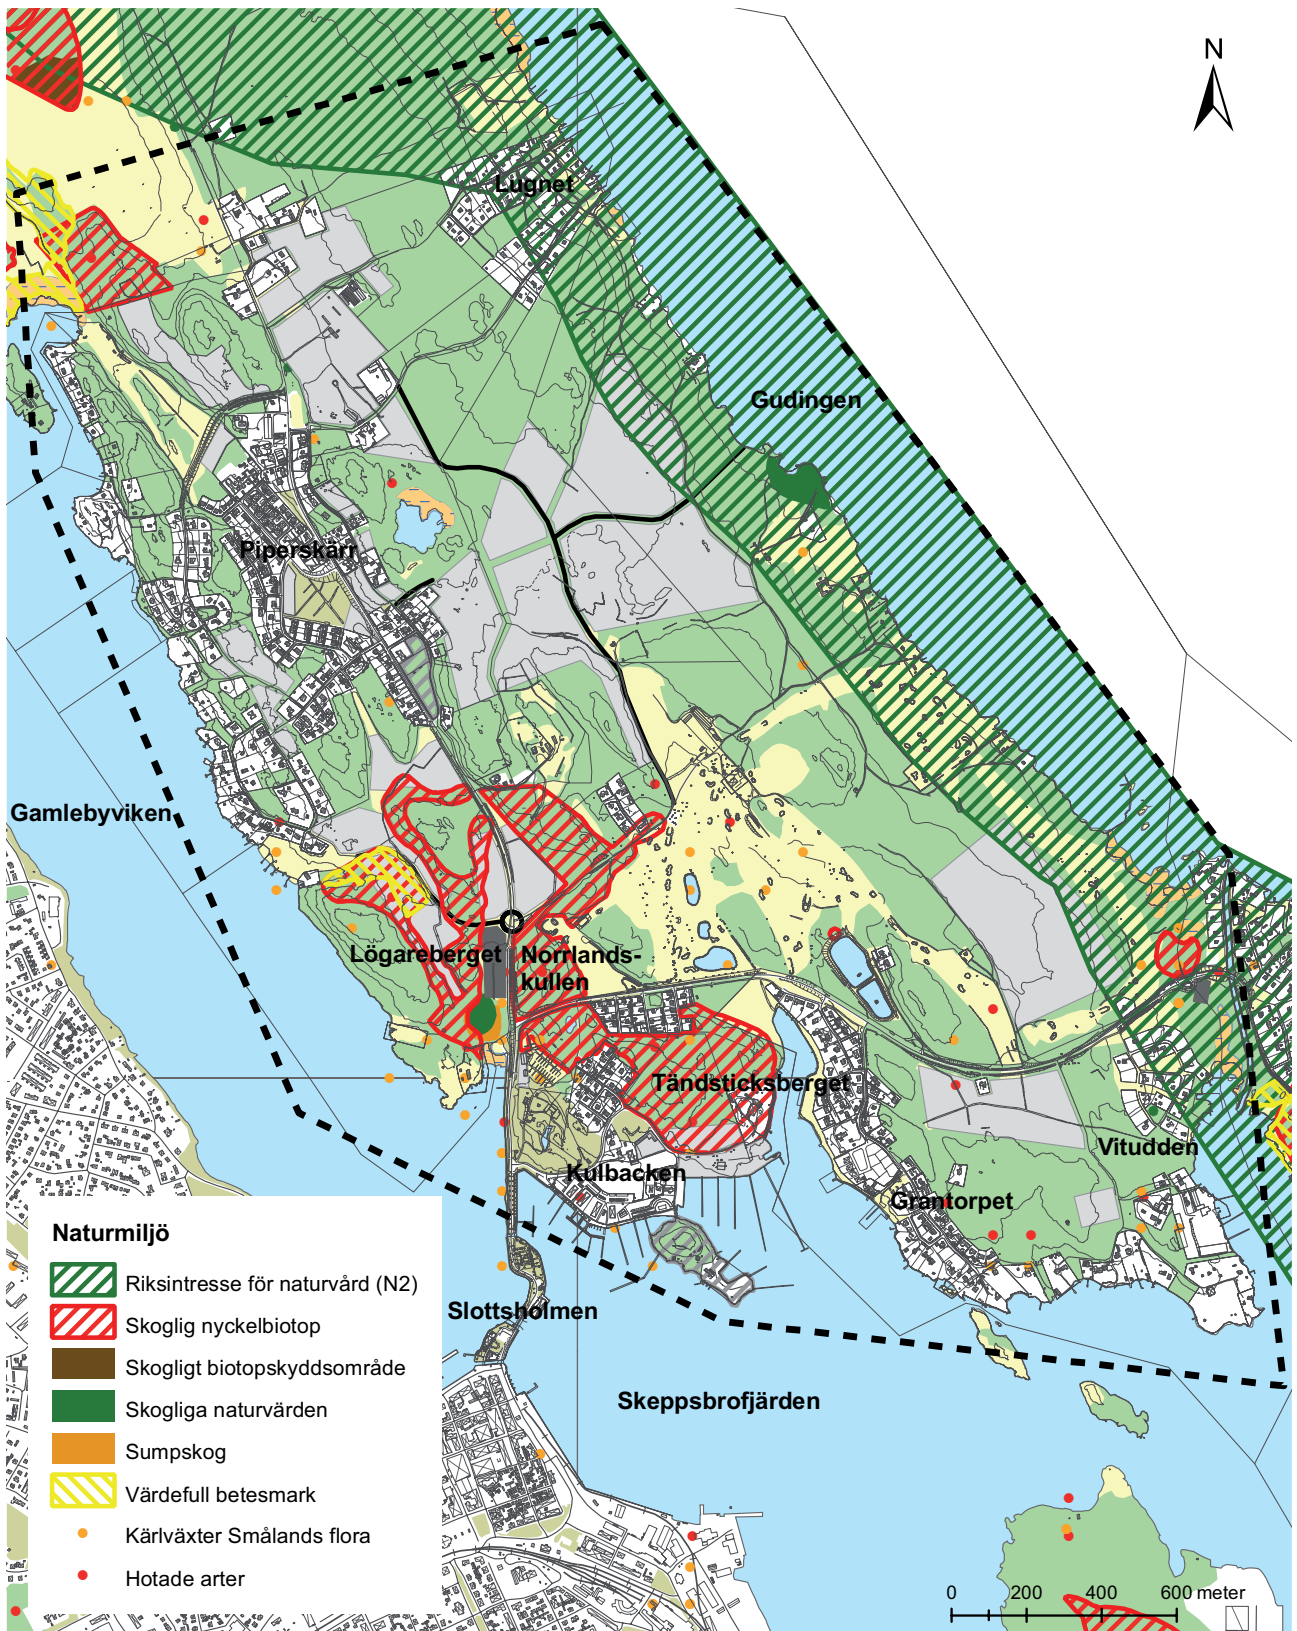 N
Lugnet
Gudingen
Piperskärr
Gamlebyviken
Lögareberget
Norrlands-
kullen
Tändsticksberget
Vitudden
Kulbacken
Grantorpet
Slottsholmen
Skeppsbrofjärden
Naturmiljö
Riksintresse för naturvård (N2)
Skoglig nyckelbiotop
Skogligt biotopskyddsområde
Skogliga naturvärden
Sumpskog
Värdefull betesmark
Kärlväxter Smålands flora
Hotade arter
0 200 400 600 meter